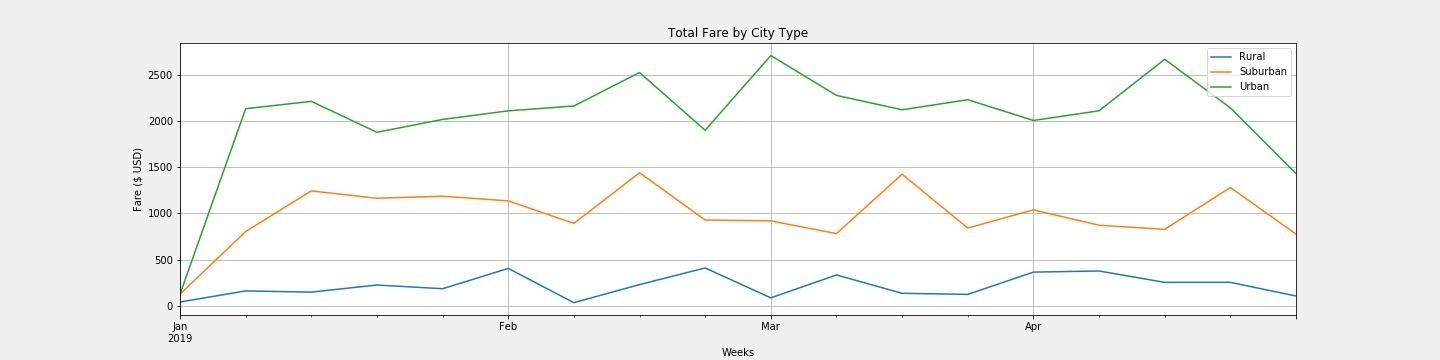 Total Fare by City Type
Rural
Suburban
Urban
2500
2000
1500
1000
500
0
Fare ($ USD)
Jan Feb Mar Apr
2019
Weeks